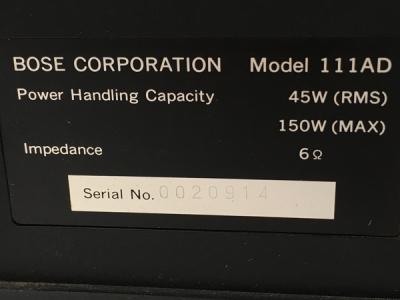 BOSE CORPORATION Model 111AD
Power Handling Capacity 45W (RMS)
150W (MAX)
Impedance 6Ω
Serial No. 0020914